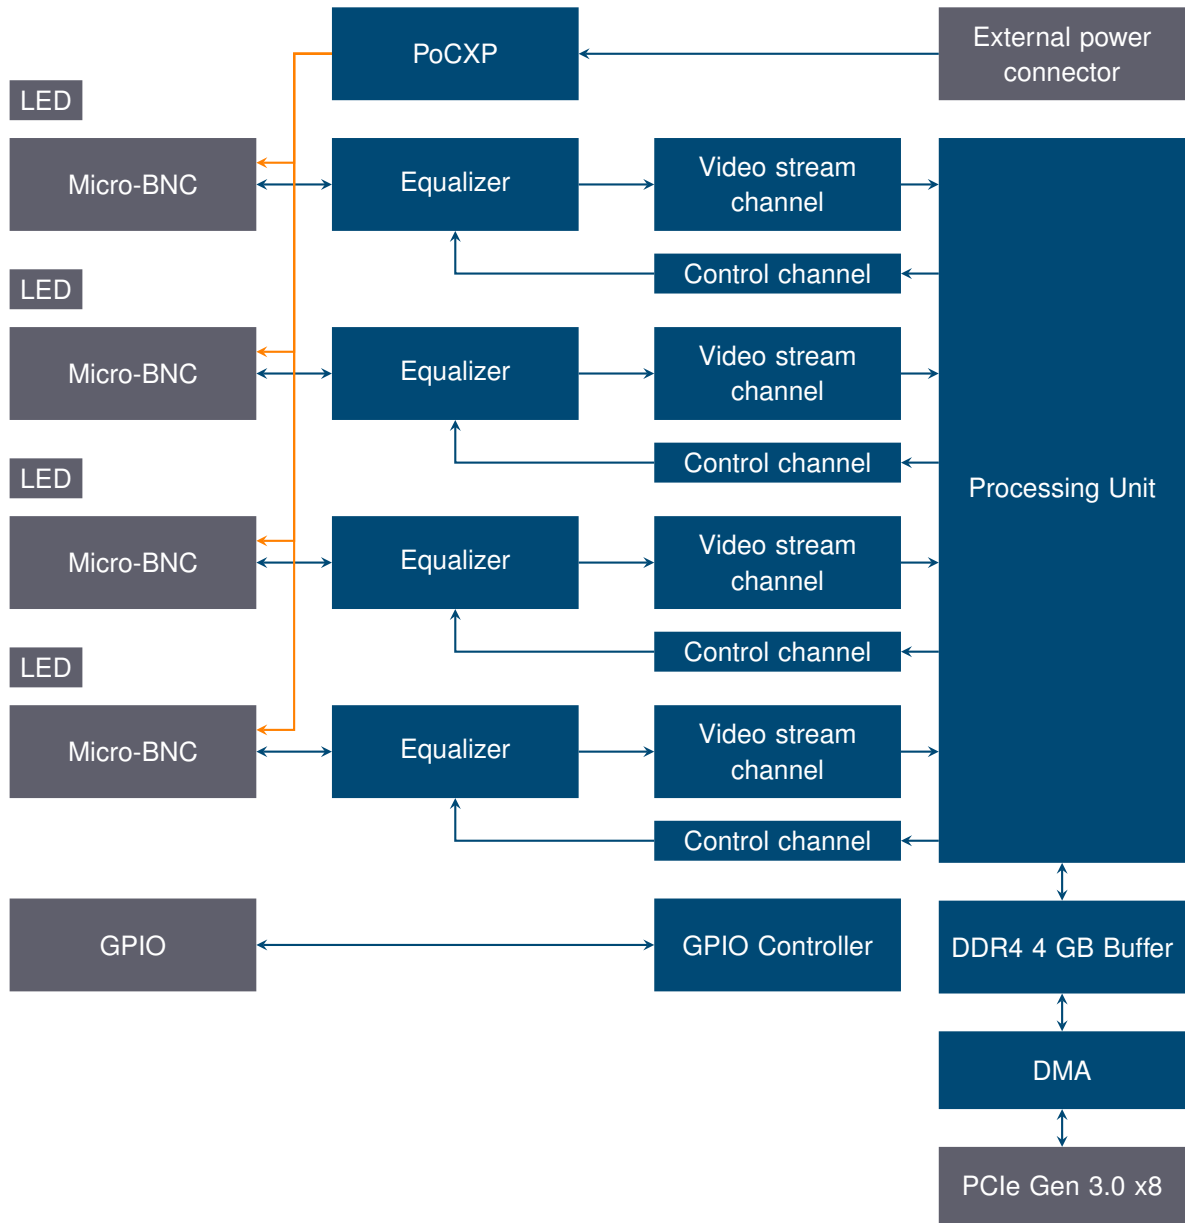 PoCXP
External power
connector
LED
Micro-BNC
Equalizer
Video stream
channel
Control channel
LED
Micro-BNC
Equalizer
Video stream
channel
Control channel
Processing Unit
LED
Micro-BNC
Equalizer
Video stream
channel
Control channel
LED
Micro-BNC
Equalizer
Video stream
channel
Control channel
GPIO
GPIO Controller
DDR4 4 GB Buffer
DMA
PCIe Gen 3.0 x8